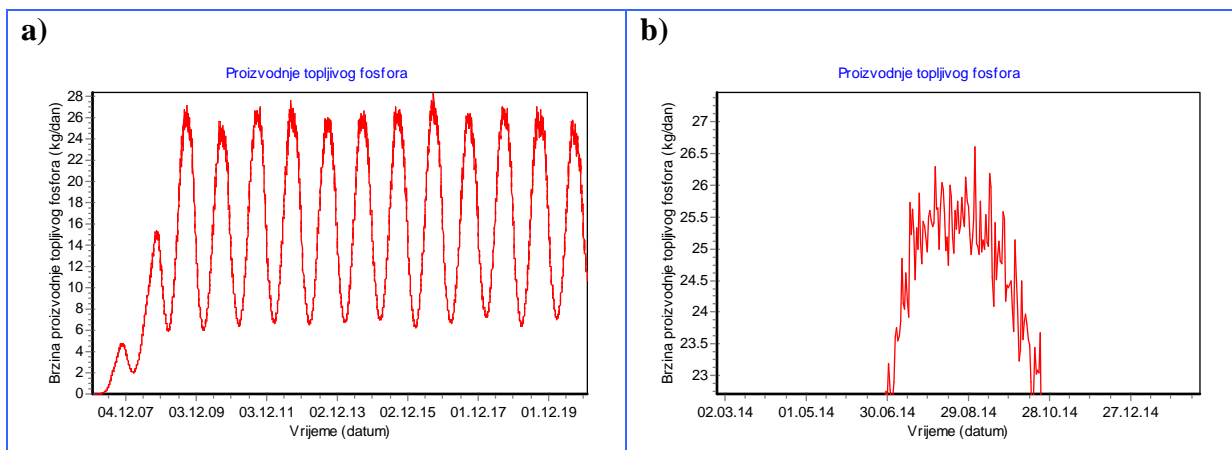 a)
Proizvodnje topljivog fosfora
Brzina proizvodnje topljivog fosfora (kg/dan)
28
26
24
22
20
18
16
14
12
10
8
6
4
2
0
04.12.07 03.12.09 03.12.11 02.12.13 02.12.15 01.12.17 01.12.19
Vrijeme (datum)
b)
Proizvodnje topljivog fosfora
Brzina proizvodnje topljivog fosfora (kg/dan)
27
26.5
26
25.5
25
24.5
24
23.5
23
02.03.14 01.05.14 30.06.14 29.08.14 28.10.14 27.12.14
Vrijeme (datum)